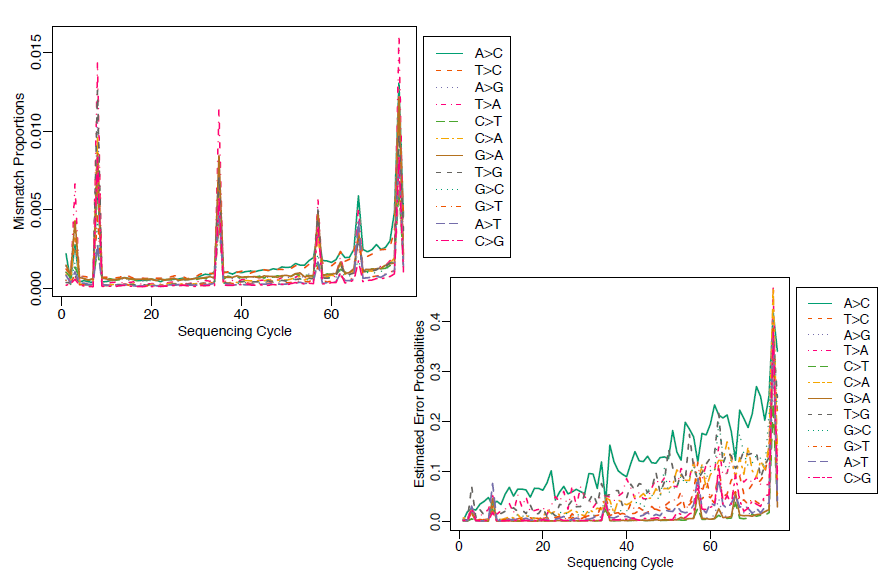 0.015
0.010
0.005
0.000
Mismatch Proportions
0 20 40 60
Sequencing Cycle
A>C
T>C
A>G
T>A
C>T
C>A
G>A
T>G
G>C
G>T
A>T
C>G
0.4
0.3
0.2
0.1
0.0
Estimated Error Probabilities
0 20 40 60
Sequencing Cycle
A>C
T>C
A>G
T>A
C>T
C>A
G>A
T>G
G>C
G>T
A>T
C>G